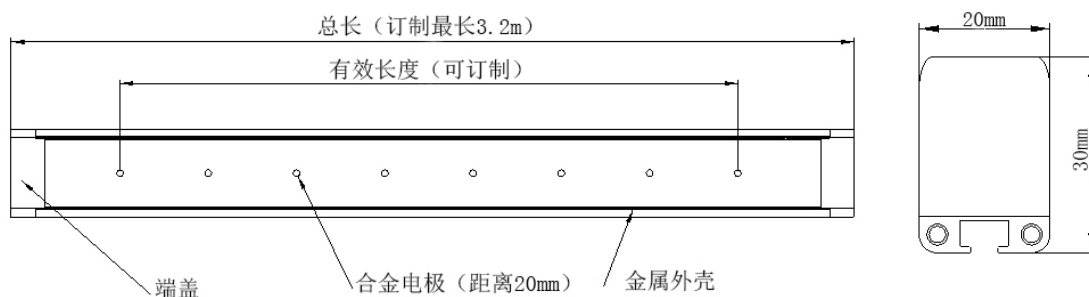 总长（订制最长3.2m）
20mm
有效长度（可订制）
30mm
端盖
合金电极（距离20mm）
金属外壳